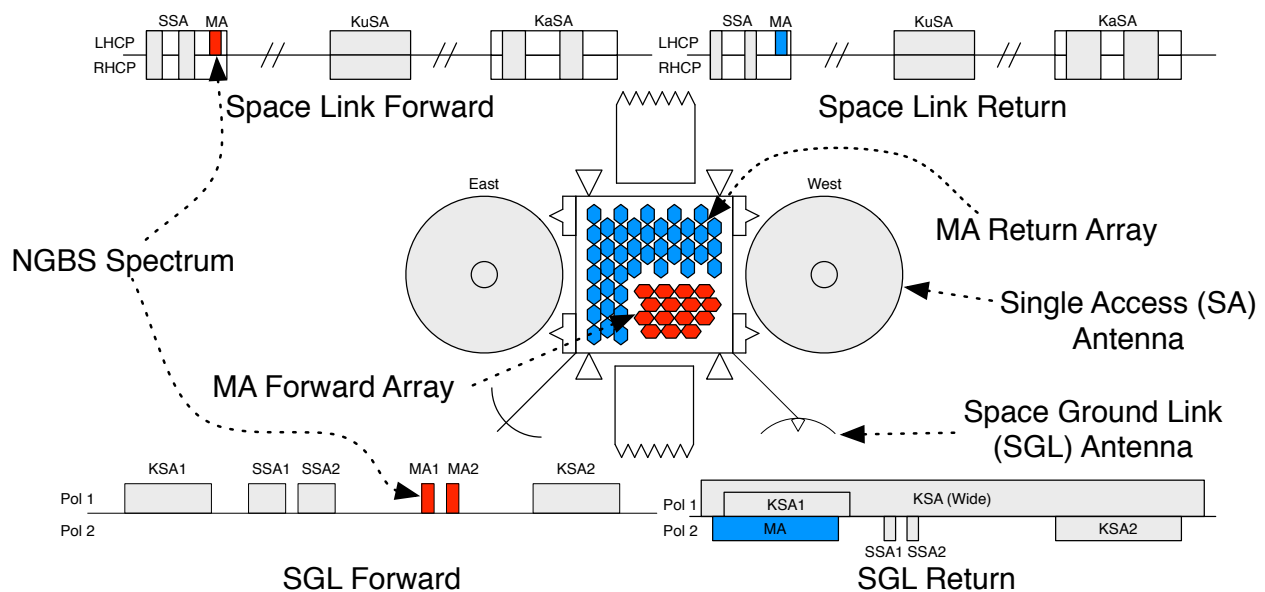 SSA MA KuSA KaSA
LHCP
RHCP
Space Link Forward
SSA MA KuSA KaSA
LHCP
RHCP
Space Link Return
East
West
MA Return Array
NGBS Spectrum
Single Access (SA)
Antenna
MA Forward Array
Space Ground Link
(SGL) Antenna
KSA1 SSA1 SSA2 MA1 MA2 KSA2
Pol 1
Pol 2
SGL Forward
KSA (Wide)
Pol 1 KSA1
Pol 2 MA KSA2
SSA1 SSA2
SGL Return